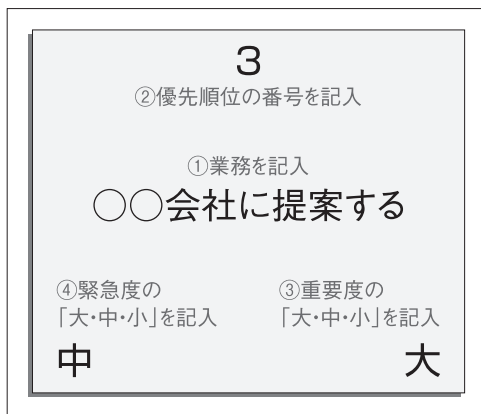 3
②優先順位の番号を記入
①業務を記入
○○会社に提案する
④緊急度の
「大・中・小」を記入
中
③重要度の
「大・中・小」を記入
大